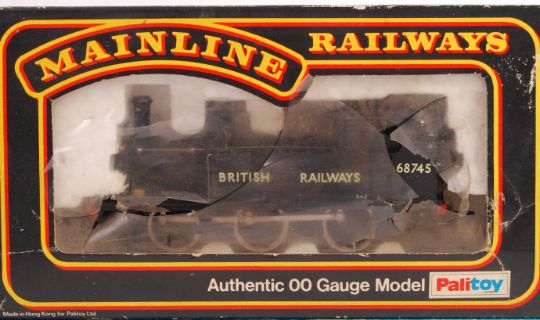 MAINLINE RAILWAYS
BRITISH RAILWAYS 68745
Authentic 00 Gauge Model Palitoy
Made in Hong Kong for Palitoy Ltd.